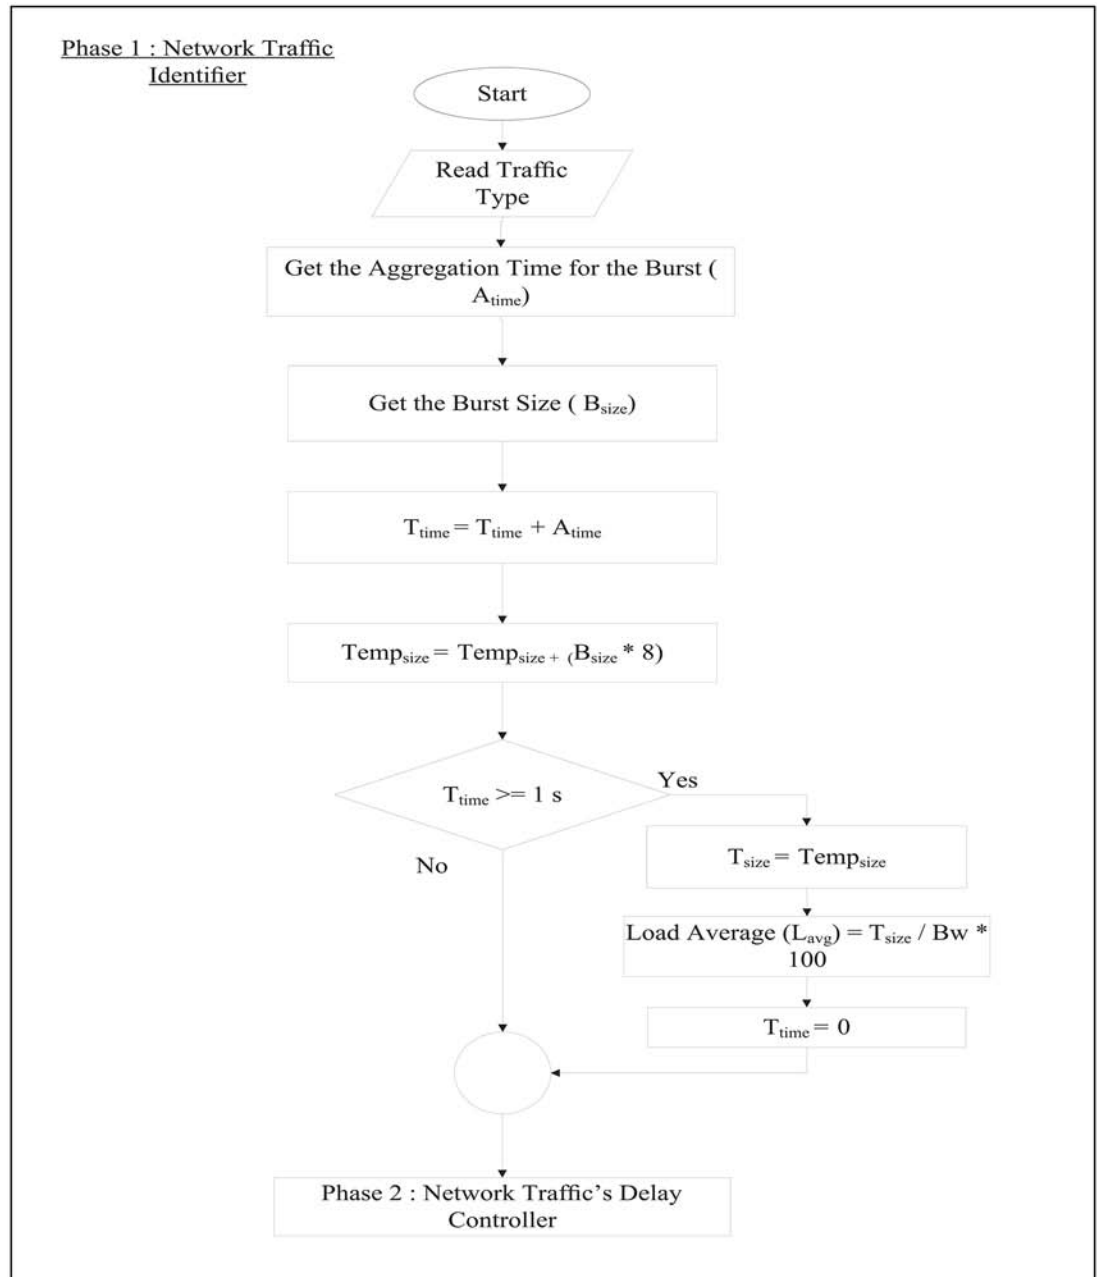 Phase 1 : Network Traffic
Identifier
Start
Read Traffic
Type
Get the Aggregation Time for the Burst (
Atime)
Get the Burst Size ( Bsize)
Ttime = Ttime + Atime
Tempsize = Tempsize + (Bsize * 8)
Ttime >= 1 s
Yes
No
Tsize = Tempsize
Load Average (Lavg) = Tsize / Bw *
100
Ttime = 0
Phase 2 : Network Traffic’s Delay
Controller